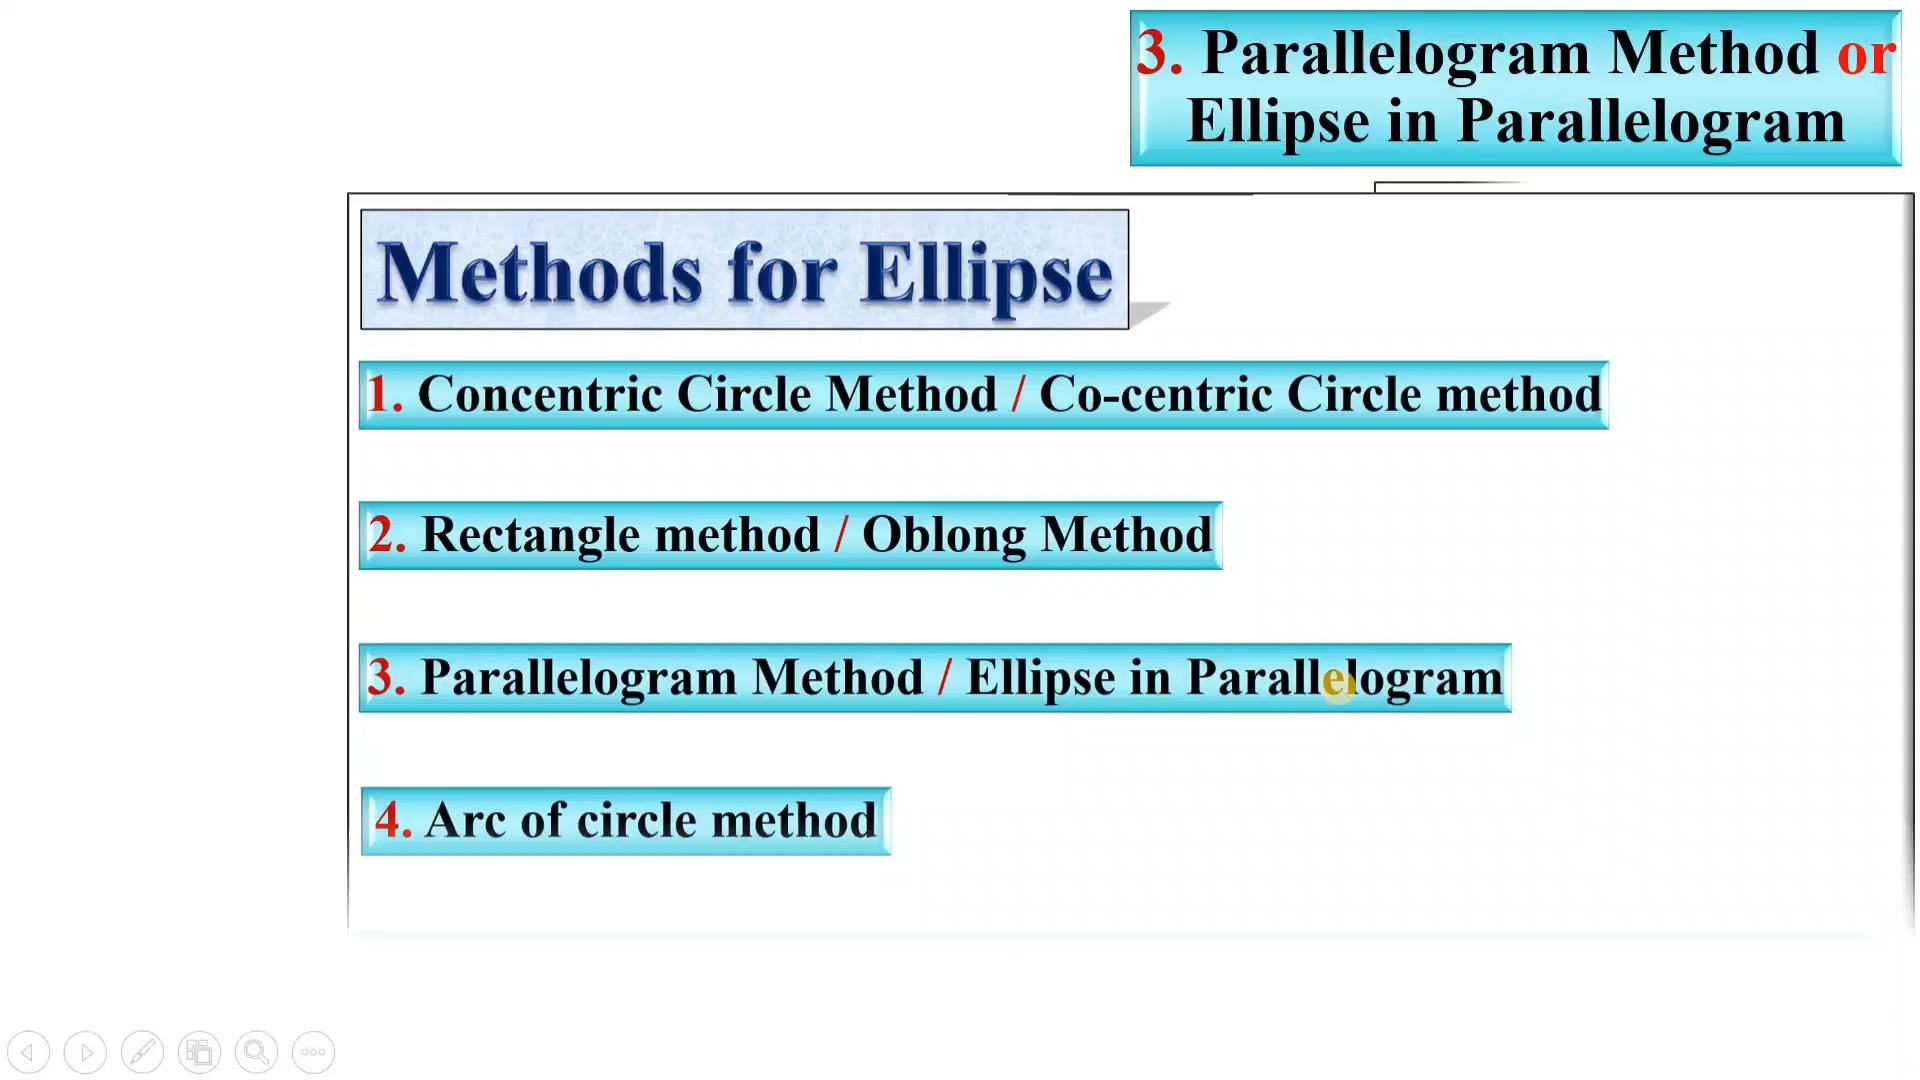 3. Parallelogram Method or
Ellipse in Parallelogram
Methods for Ellipse
1. Concentric Circle Method / Co-centric Circle method
2. Rectangle method / Oblong Method
3. Parallelogram Method / Ellipse in Parallelogram
4. Arc of circle method